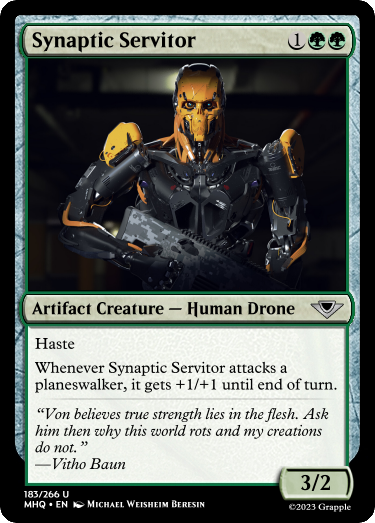 Synaptic Servitor 1
Artifact Creature — Human Drone
Haste
Whenever Synaptic Servitor attacks a
planeswalker, it gets +1/+1 until end of turn.
“Von believes true strength lies in the flesh. Ask
him then why this world rots and my creations
do not.”
—Vitho Baun
3/2
183/266 U
MHQ • EN Michael Weisheim Beresin
©2023 Grapple